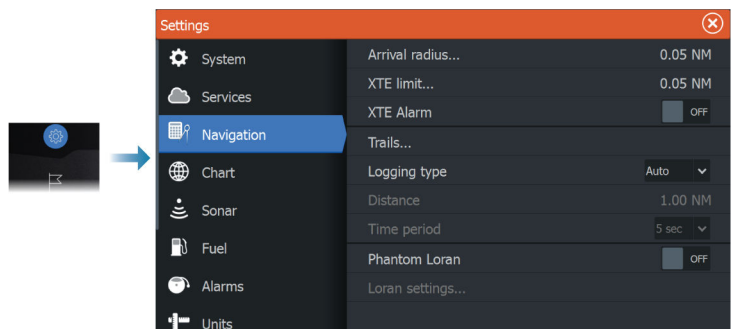 Settings
System
Services
Navigation
Chart
Sonar
Fuel
Alarms
Units
Arrival radius... 0.05 NM
XTE limit... 0.05 NM
XTE Alarm OFF
Trails...
Logging type Auto
Distance 1.00 NM
Time period 5 sec
Phantom Loran OFF
Loran settings...